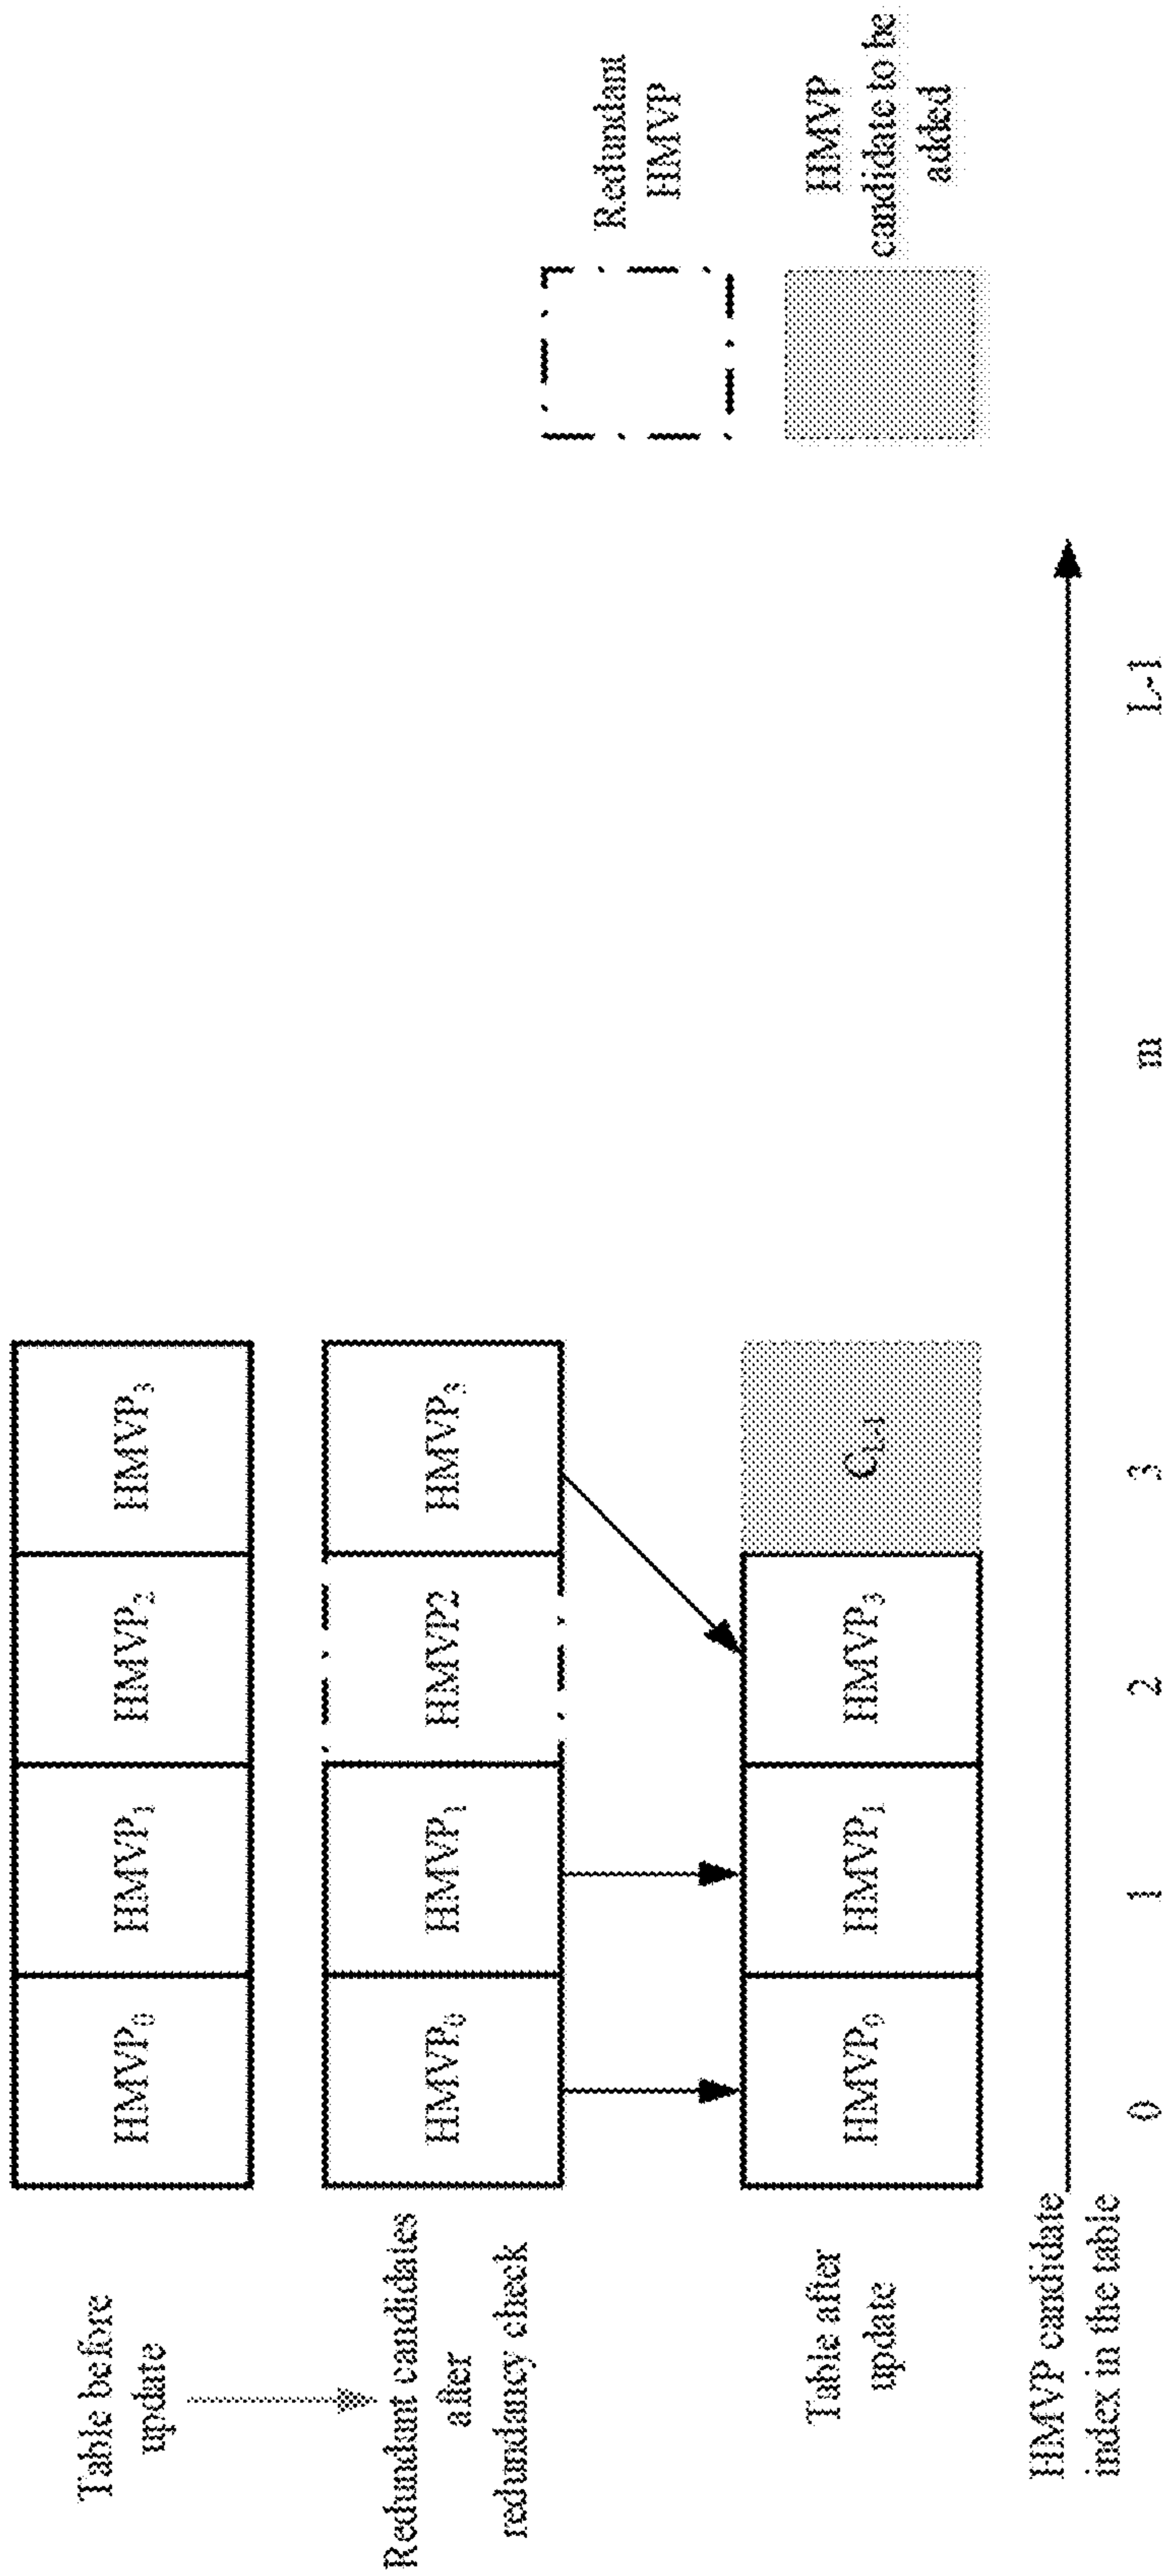 Table before
update
HMVP₀
HMVP₁
HMVP₂
HMVP₃
Redundant candidates
after
redundancy check
HMVP₀
HMVP₁
HMVP2
HMVP₃
Redundant
HMVP
Table after
update
HMVP₀
HMVP₁
HMVP₃
C_L-1
HMVP
candidate to be
added
HMVP candidate
index in the table
0
1
2
3
m
L-1